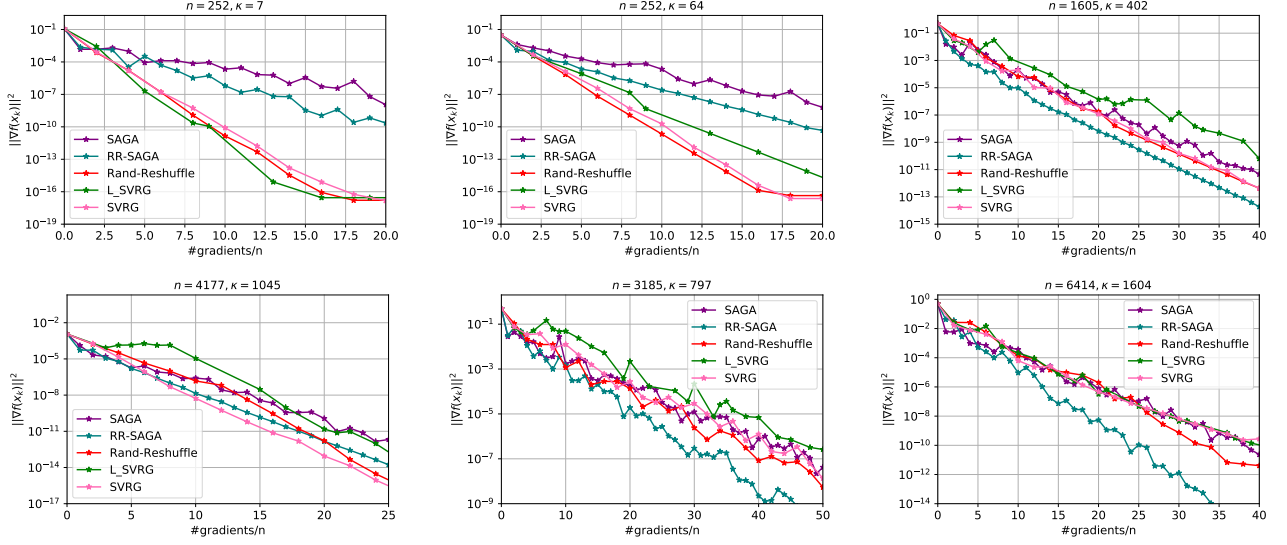 n = 252, κ = 7
||∇f(x_k)||²
10⁻¹
10⁻⁴
10⁻⁷
10⁻¹⁰
10⁻¹³
10⁻¹⁶
10⁻¹⁹
SAGA
RR-SAGA
Rand-Reshuffle
L_SVRG
SVRG
0.0 2.5 5.0 7.5 10.0 12.5 15.0 17.5 20.0
#gradients/n
n = 252, κ = 64
||∇f(x_k)||²
10⁻¹
10⁻⁴
10⁻⁷
10⁻¹⁰
10⁻¹³
10⁻¹⁶
10⁻¹⁹
SAGA
RR-SAGA
Rand-Reshuffle
L_SVRG
SVRG
0.0 2.5 5.0 7.5 10.0 12.5 15.0 17.5 20.0
#gradients/n
n = 1605, κ = 402
||∇f(x_k)||²
10⁻¹
10⁻³
10⁻⁵
10⁻⁷
10⁻⁹
10⁻¹¹
10⁻¹³
10⁻¹⁵
SAGA
RR-SAGA
Rand-Reshuffle
L_SVRG
SVRG
0 5 10 15 20 25 30 35 40
#gradients/n
n = 4177, κ = 1045
||∇f(x_k)||²
10⁻²
10⁻⁵
10⁻⁸
10⁻¹¹
10⁻¹⁴
10⁻¹⁷
SAGA
RR-SAGA
Rand-Reshuffle
L_SVRG
SVRG
0 5 10 15 20 25
#gradients/n
n = 3185, κ = 797
||∇f(x_k)||²
10⁻¹
10⁻³
10⁻⁵
10⁻⁷
10⁻⁹
SAGA
RR-SAGA
Rand-Reshuffle
L_SVRG
SVRG
0 10 20 30 40 50
#gradients/n
n = 6414, κ = 1604
||∇f(x_k)||²
10⁰
10⁻²
10⁻⁴
10⁻⁶
10⁻⁸
10⁻¹⁰
10⁻¹²
10⁻¹⁴
SAGA
RR-SAGA
Rand-Reshuffle
L_SVRG
SVRG
0 5 10 15 20 25 30 35 40
#gradients/n